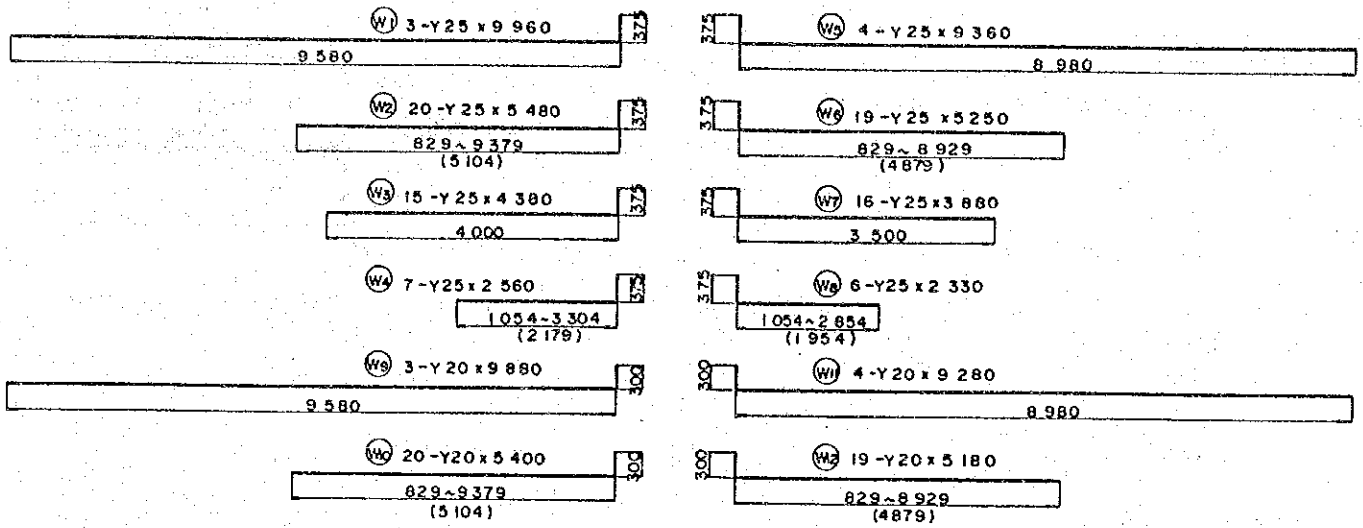 W1 3-Y25 x 9 960
375
9 580
W5 4-Y25 x 9 360
375
8 980
W2 20-Y25 x 5 480
375
829~9 379
(5 104)
W6 19-Y25 x 5 250
375
829~8 929
(4879)
W3 15-Y25 x 4 380
375
4 000
W7 16-Y25 x 3 880
375
3 500
W4 7-Y25 x 2 560
375
1 054~3 304
(2 179)
W8 6-Y25 x 2 330
375
1 054~2 854
(1 954)
W9 3-Y20 x 9 880
300
9 580
W11 4-Y20 x 9 280
300
8 980
W10 20-Y20 x 5 400
300
829~9 379
(5 104)
W12 19-Y20 x 5 180
300
829~8 929
(4879)